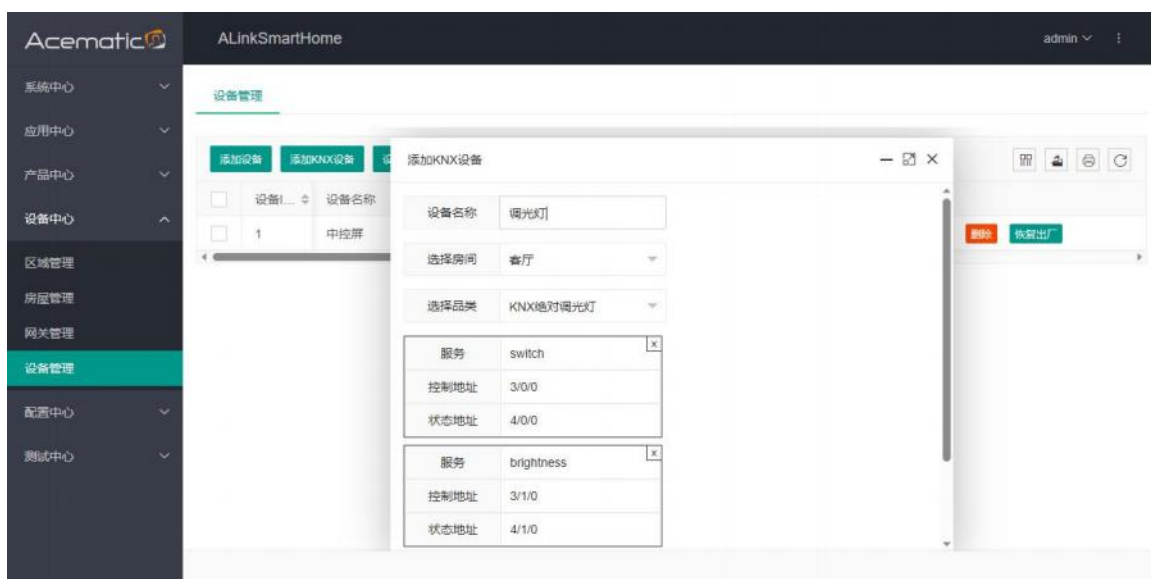 Acematic
ALinkSmartHome
admin
系统中心
应用中心
产品中心
设备中心
区域管理
房屋管理
网关管理
设备管理
配置中心
测试中心
设备管理
添加设备 添加KNX设备
设备I... 设备名称
1 中控屏
删除 恢复出厂
添加KNX设备
设备名称 调光灯
选择房间 客厅
选择品类 KNX绝对调光灯
服务 switch
控制地址 3/0/0
状态地址 4/0/0
服务 brightness
控制地址 3/1/0
状态地址 4/1/0